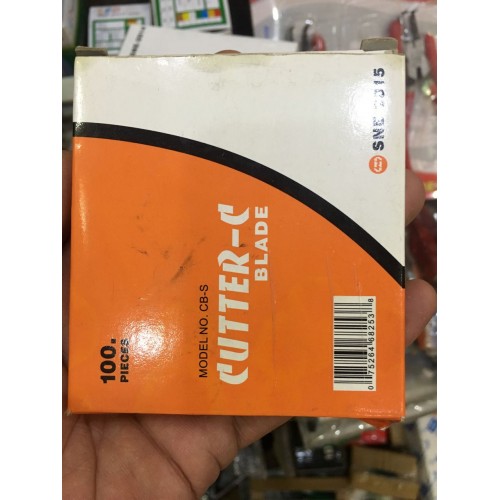 SNE 2315
CUTTER-C
BLADE
MODEL NO. CB-S
100.
PIECES
0 75264 68253 8